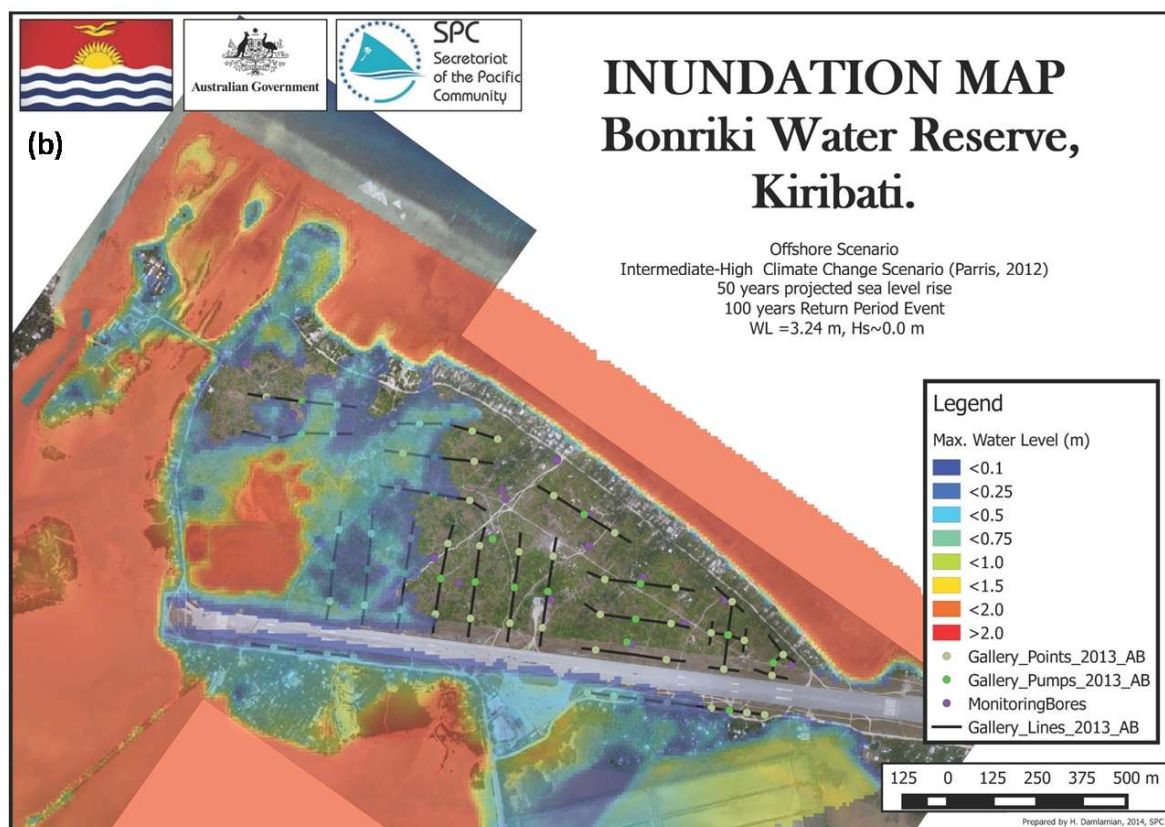 Australian Government
SPC
Secretariat
of the Pacific
Community
(b)
INUNDATION MAP
Bonriki Water Reserve,
Kiribati.
Offshore Scenario
Intermediate-High Climate Change Scenario (Parris, 2012)
50 years projected sea level rise
100 years Return Period Event
WL =3.24 m, Hs~0.0 m
Legend
Max. Water Level (m)
<0.1
<0.25
<0.5
<0.75
<1.0
<1.5
<2.0
>2.0
Gallery_Points_2013_AB
Gallery_Pumps_2013_AB
MonitoringBores
Gallery_Lines_2013_AB
125 0 125 250 375 500 m
Prepared by H. Damlamian, 2014, SPC